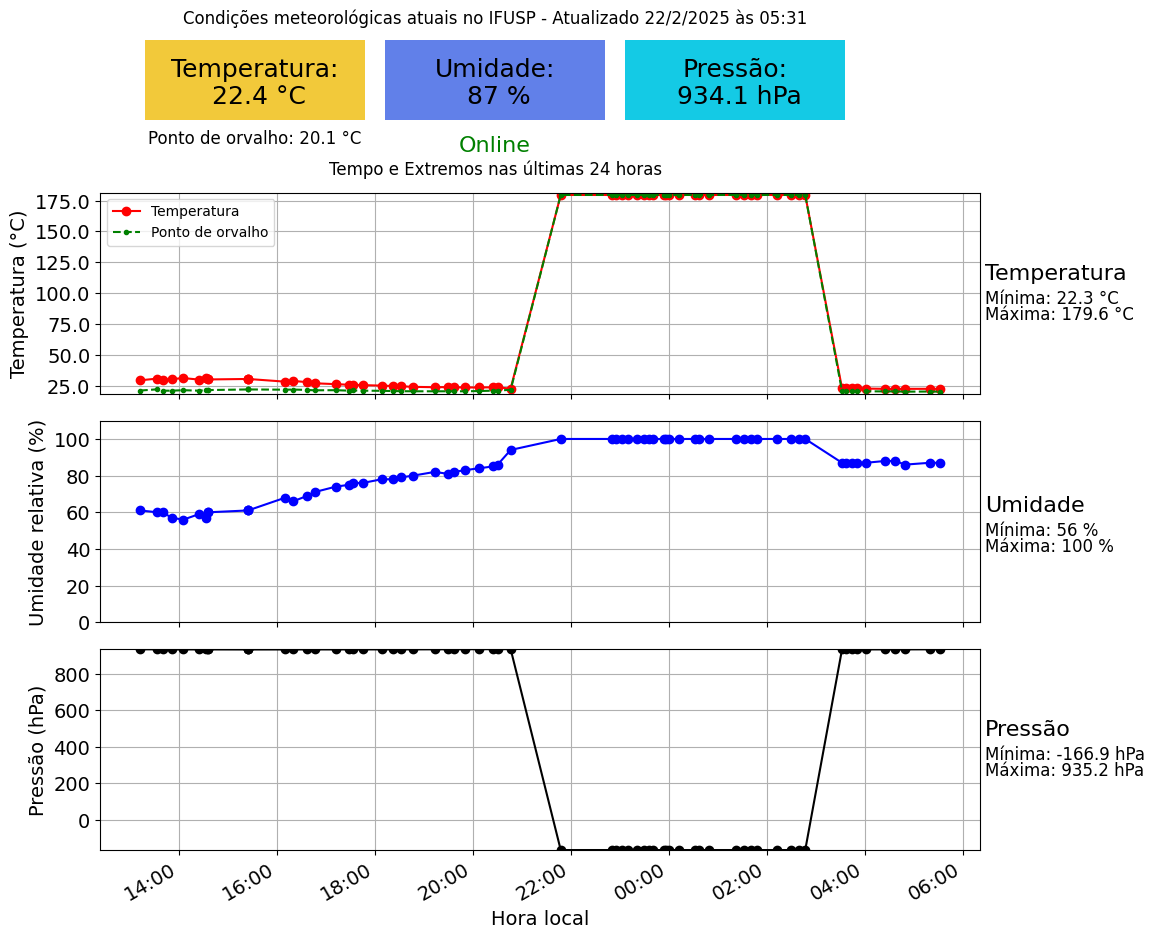 Condições meteorológicas atuais no IFUSP - Atualizado 22/2/2025 às 05:31
Temperatura:
22.4 °C
Umidade:
87 %
Pressão:
934.1 hPa
Ponto de orvalho: 20.1 °C
Online
Tempo e Extremos nas últimas 24 horas
Temperatura (°C)
175.0
150.0
125.0
100.0
75.0
50.0
25.0
Temperatura
Ponto de orvalho
Temperatura
Mínima: 22.3 °C
Máxima: 179.6 °C
Umidade relativa (%)
100
80
60
40
20
0
Umidade
Mínima: 56 %
Máxima: 100 %
Pressão (hPa)
800
600
400
200
0
Pressão
Mínima: -166.9 hPa
Máxima: 935.2 hPa
14:00
16:00
18:00
20:00
22:00
00:00
02:00
04:00
06:00
Hora local